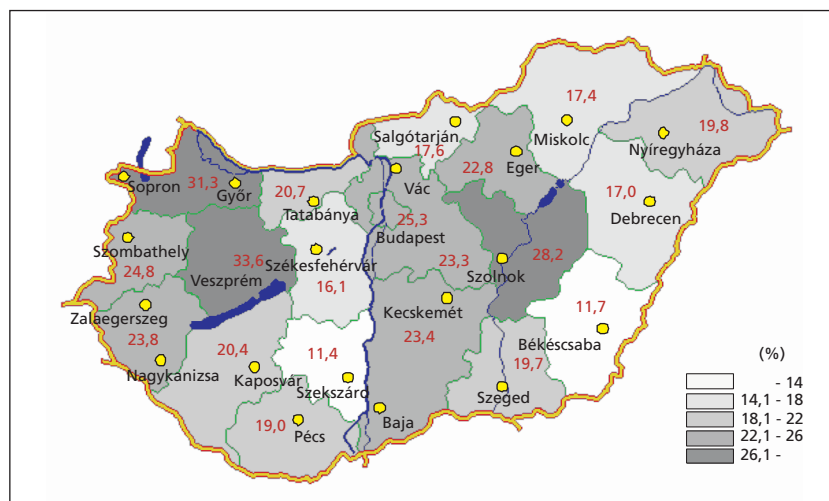 17,4
19,8
Salgótarján
17,6
Miskolc
Nyíregyháza
22,8
Eger
Sopron
31,3
Győr
20,7
Tatabánya
Vác
17,0
Debrecen
25,3
Budapest
Szombathely
24,8
Veszprém
33,6
Székesfehérvár
16,1
23,3
Szolnok
28,2
Zalaegerszeg
23,8
Nagykanizsa
Kecskemét
23,4
11,7
Békéscsaba
20,4
Kaposvár
11,4
Szekszárd
19,7
Szeged
19,0
Pécs
Baja
(%)
- 14
14,1 - 18
18,1 - 22
22,1 - 26
26,1 -